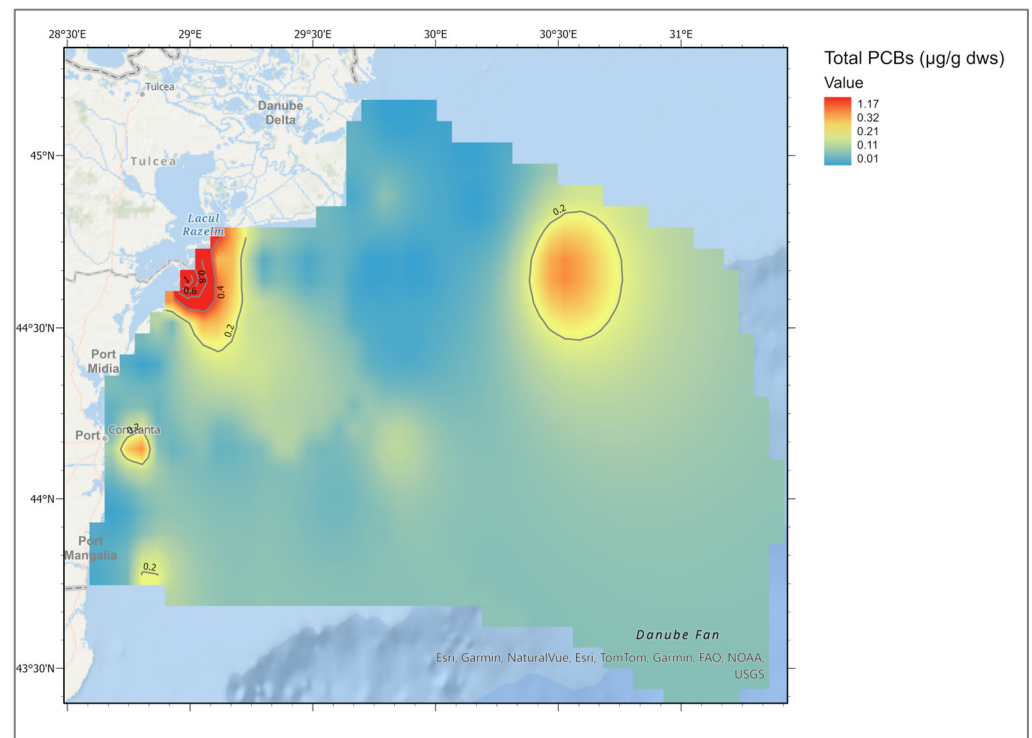 28°30'E
29°E
29°30'E
30°E
30°30'E
31°E
Total PCBs (µg/g dws)
Value
1.17
0.32
0.21
0.11
0.01
Tulcea
Danube
Delta
45°N
Tulcea
Lacul
Razelm
0.2
0.8
1
0.6
0.4
0.2
44°30'N
Port
Midia
0.2
Constanta
Port
44°N
Port
Mangalia
0.2
Danube Fan
Esri, Garmin, NaturalVue, Esri, TomTom, Garmin, FAO, NOAA,
USGS
43°30'N